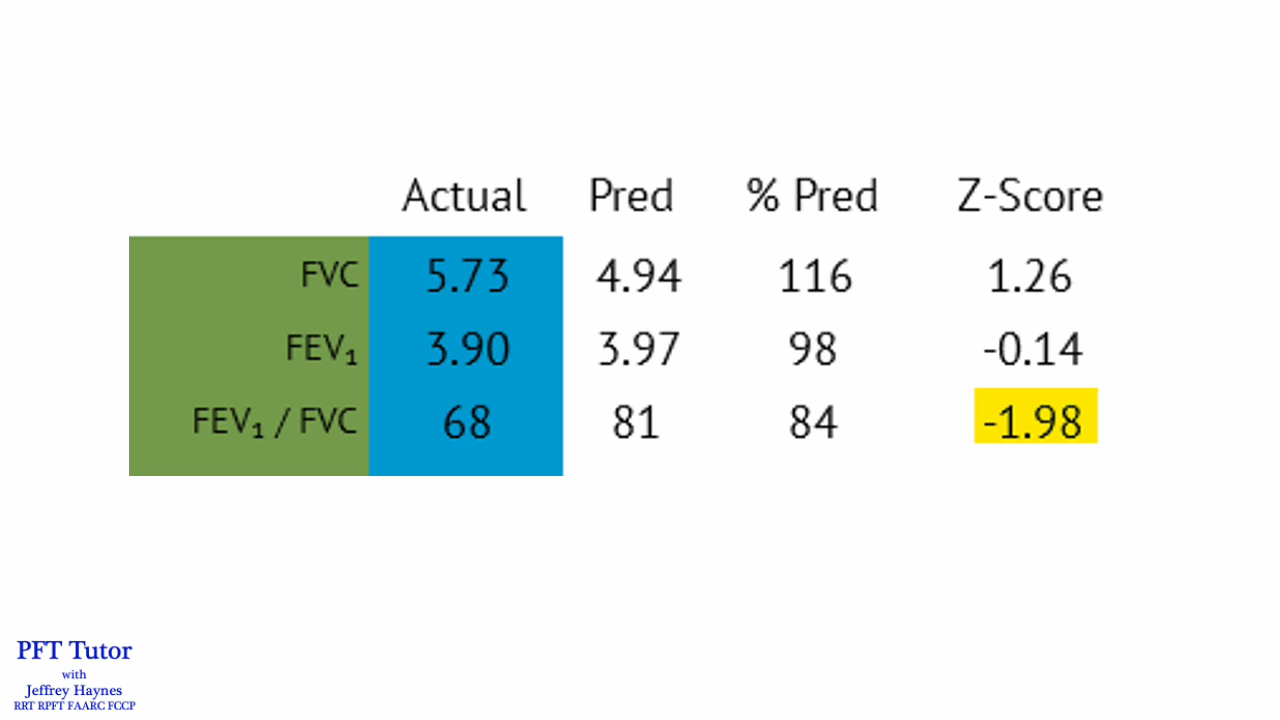 Actual Pred % Pred Z-Score
FVC 5.73 4.94 116 1.26
FEV₁ 3.90 3.97 98 -0.14
FEV₁ / FVC 68 81 84 -1.98
PFT Tutor
with
Jeffrey Haynes
RRT RPFT FAARC FCCP